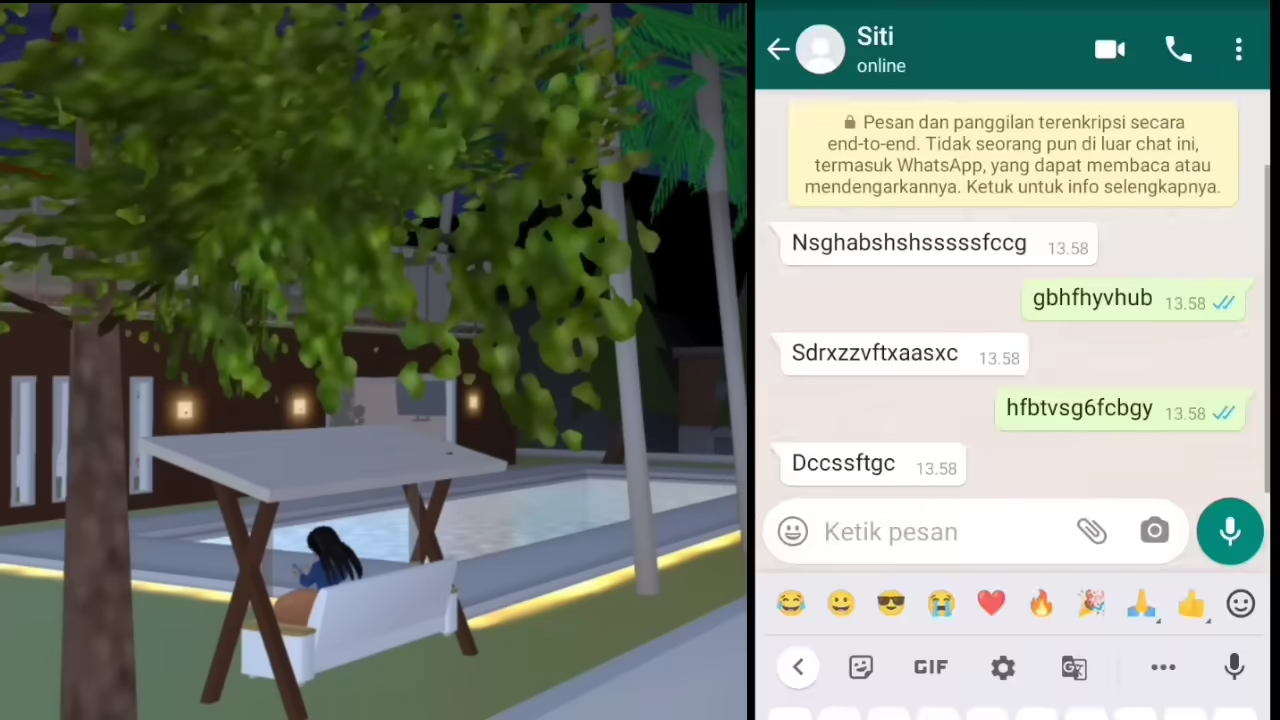 Siti
online
Pesan dan panggilan terenkripsi secara
end-to-end. Tidak seorang pun di luar chat ini,
termasuk WhatsApp, yang dapat membaca atau
mendengarkannya. Ketuk untuk info selengkapnya.
Nsghabshshsssssfccg 13.58
gbhfhyvhub 13.58
Sdrxzzvftxaasxc 13.58
hfbtvsg6fcbgy 13.58
Dccssftgc 13.58
Ketik pesan
GIF